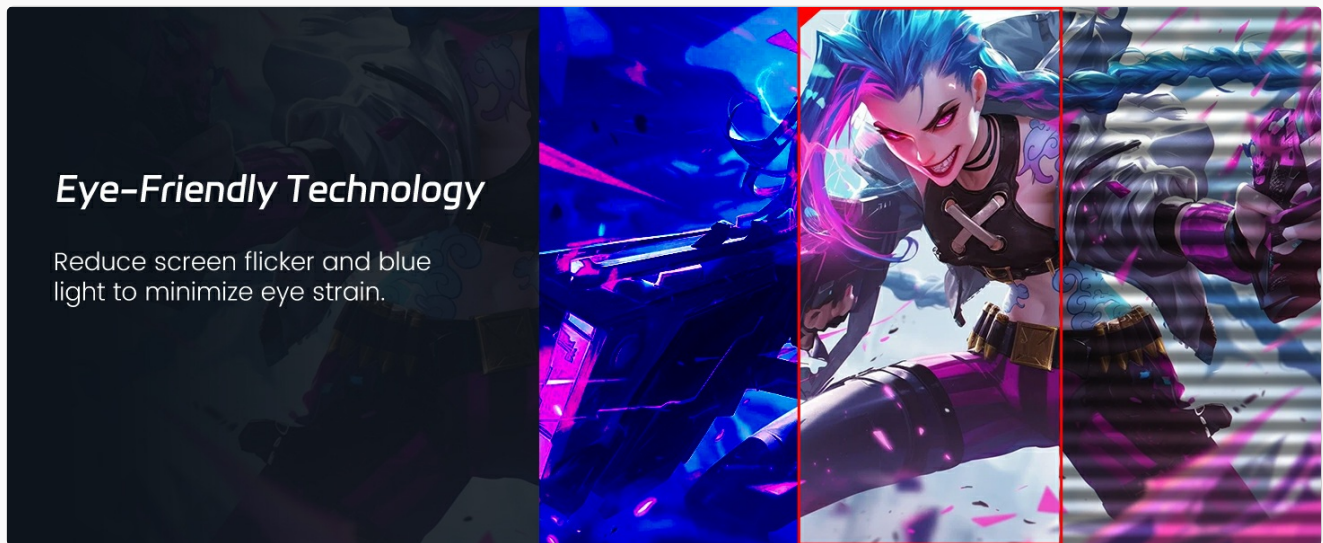 Eye-Friendly Technology
Reduce screen flicker and blue
light to minimize eye strain.